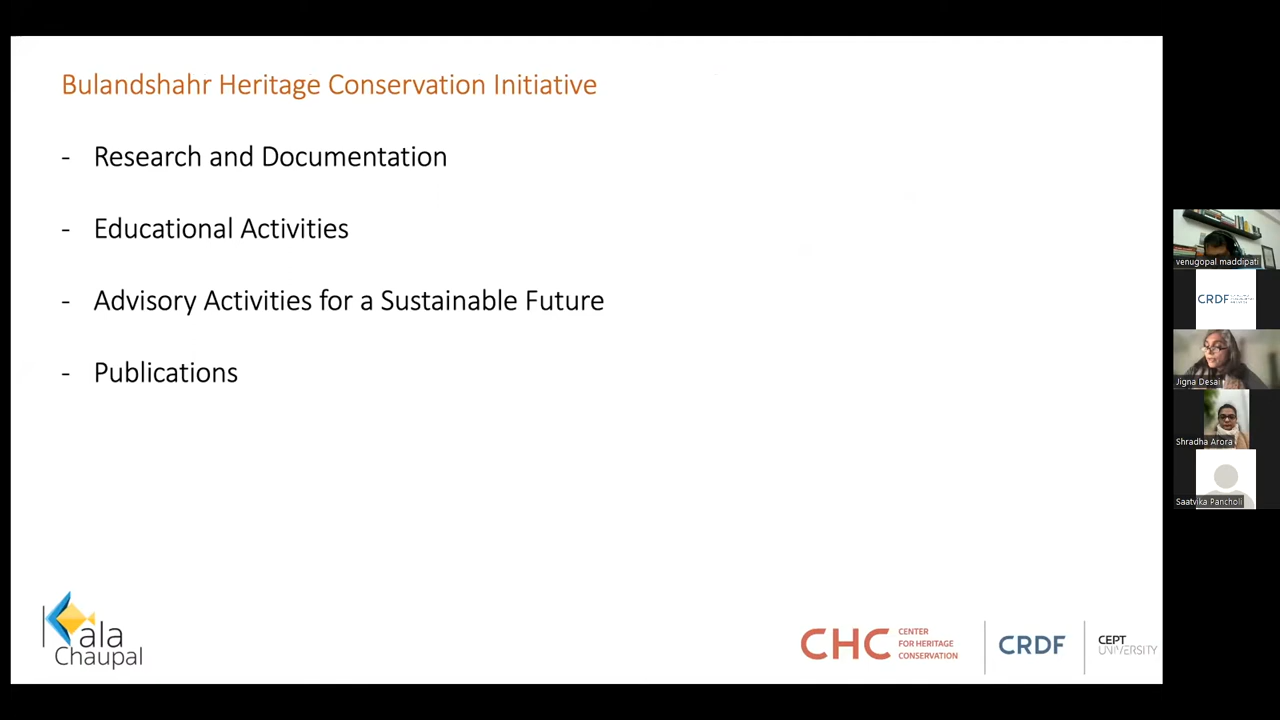 Bulandshahr Heritage Conservation Initiative
- Research and Documentation
- Educational Activities
- Advisory Activities for a Sustainable Future
- Publications
venugopal maddipati
CRDF
Jigna Desai
Shradha Arora
Saatvika Pancholi
Kala
Chaupal
CHC
CENTER
FOR HERITAGE
CONSERVATION
CRDF
CEPT
UNIVERSITY